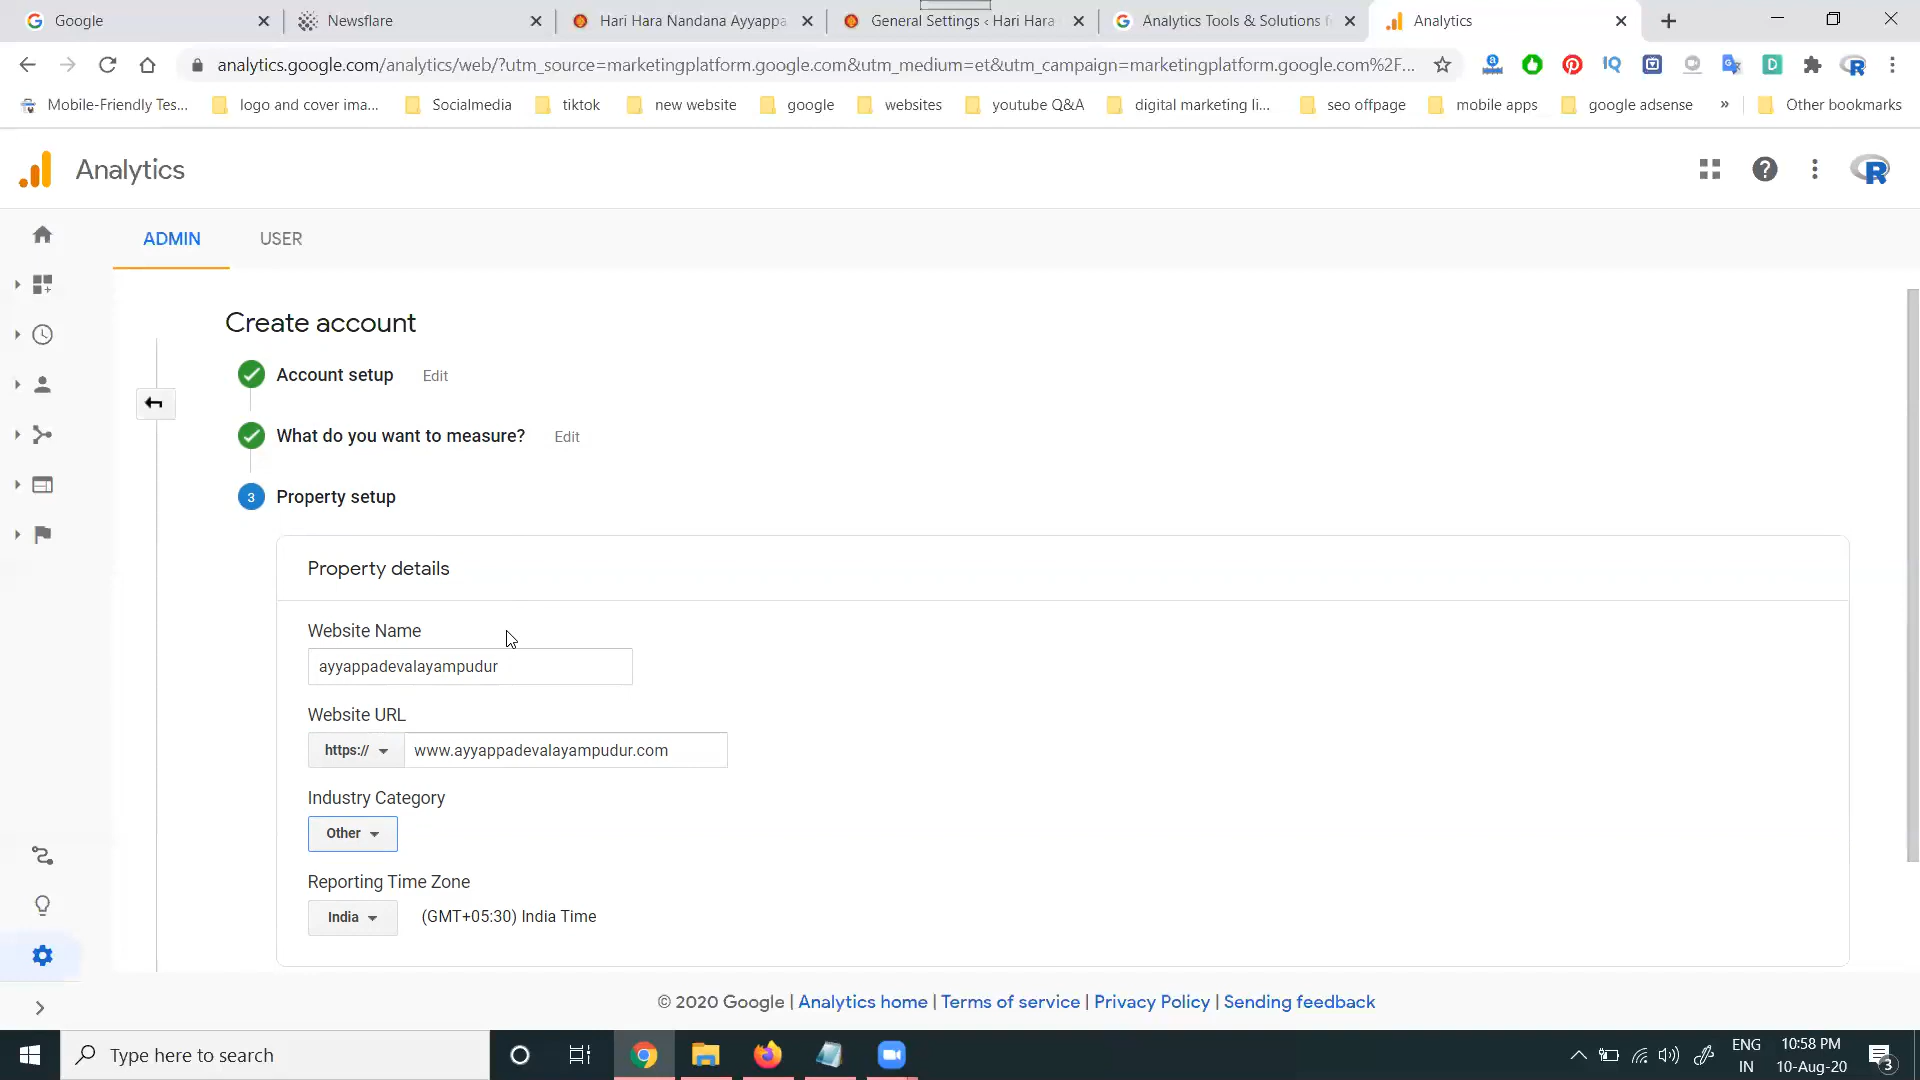 Google
Newsflare
Hari Hara Nandana Ayyappa
General Settings ‹ Hari Hara
Analytics Tools & Solutions f
Analytics
analytics.google.com/analytics/web/?utm_source=marketingplatform.google.com&utm_medium=et&utm_campaign=marketingplatform.google.com%2F...
Mobile-Friendly Tes...
logo and cover ima...
Socialmedia
tiktok
new website
google
websites
youtube Q&A
digital marketing li...
seo offpage
mobile apps
google adsense
»
Other bookmarks
Analytics
ADMIN
USER
Create account
Account setup
Edit
What do you want to measure?
Edit
3
Property setup
Property details
Website Name
ayyappadevalayampudur
Website URL
https://
www.ayyappadevalayampudur.com
Industry Category
Other
Reporting Time Zone
India
(GMT+05:30) India Time
© 2020 Google | Analytics home | Terms of service | Privacy Policy | Sending feedback
Type here to search
ENG
IN
10:58 PM
10-Aug-20
3